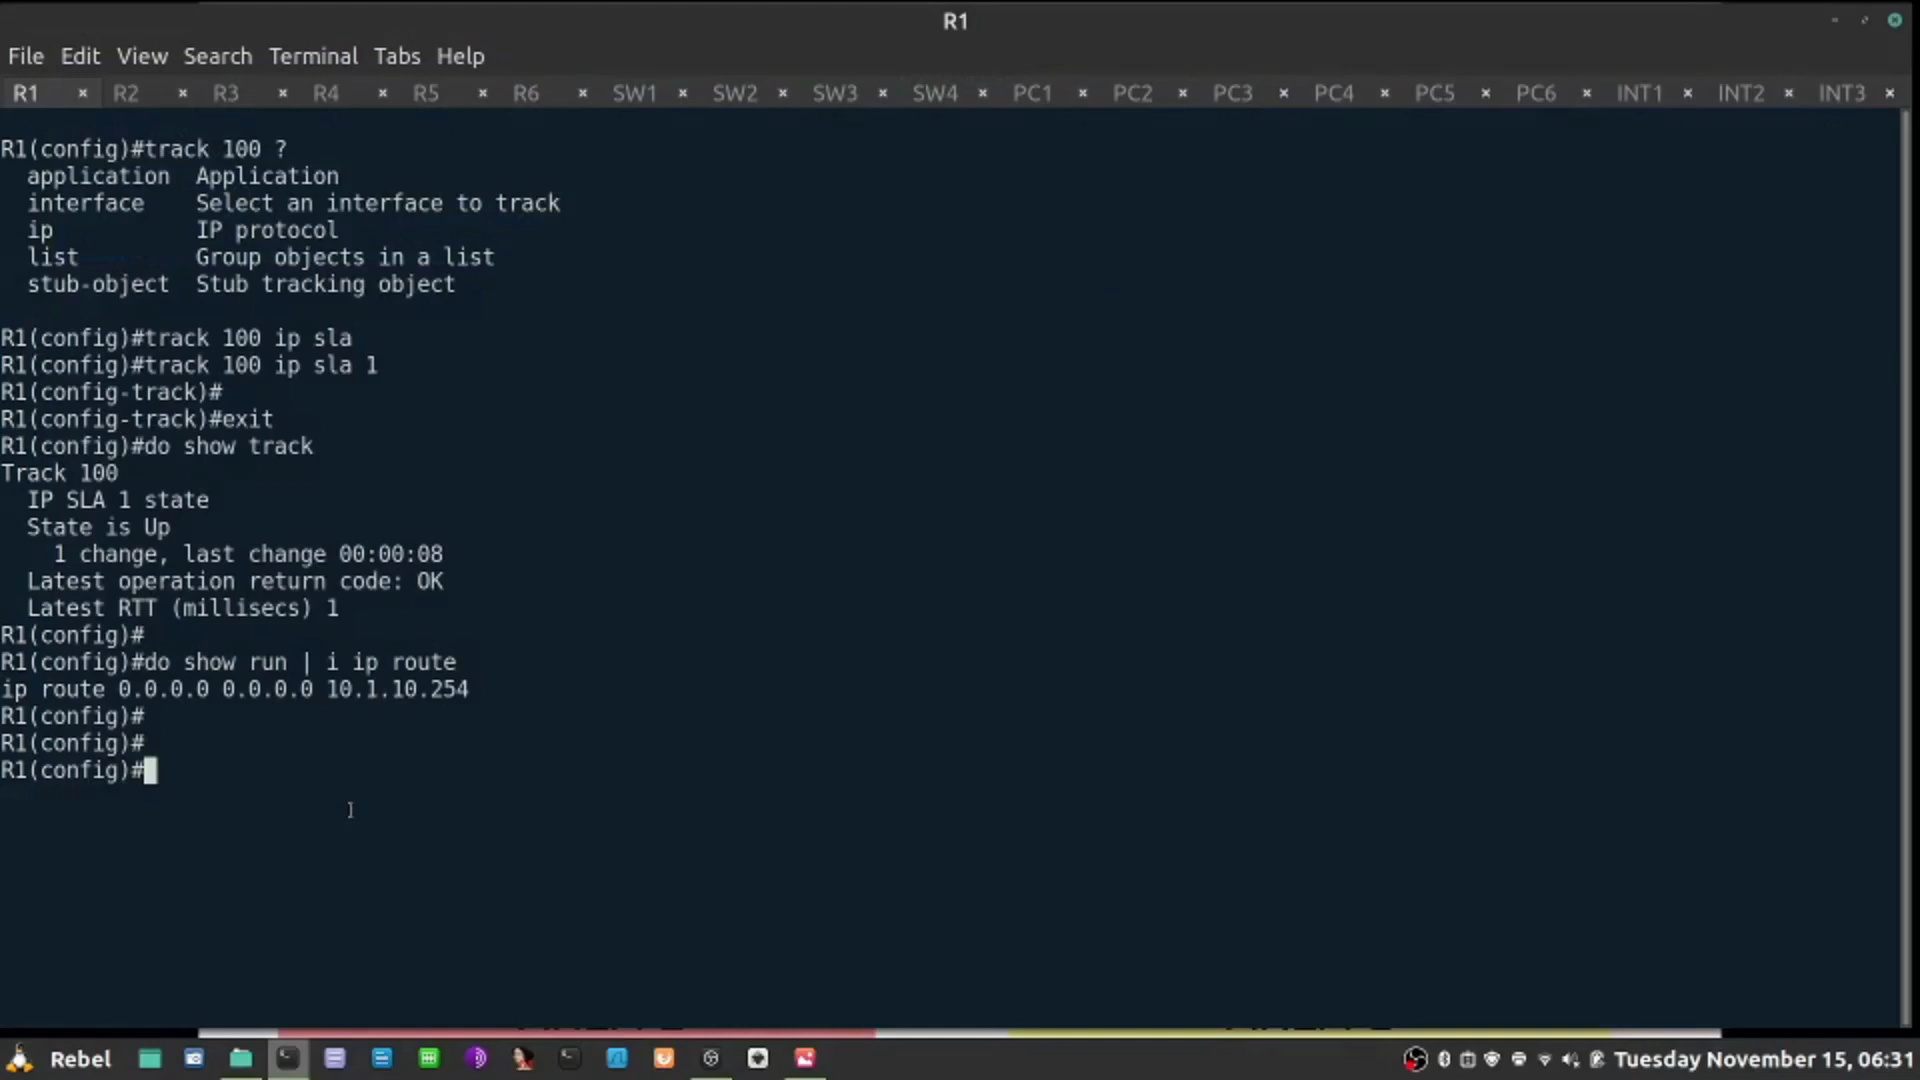 R1
File Edit View Search Terminal Tabs Help
R1 × R2 × R3 × R4 × R5 × R6 × SW1 × SW2 × SW3 × SW4 × PC1 × PC2 × PC3 × PC4 × PC5 × PC6 × INT1 × INT2 × INT3 ×
R1(config)#track 100 ?
application Application
interface Select an interface to track
ip IP protocol
list Group objects in a list
stub-object Stub tracking object
R1(config)#track 100 ip sla
R1(config)#track 100 ip sla 1
R1(config-track)#
R1(config-track)#exit
R1(config)#do show track
Track 100
IP SLA 1 state
State is Up
1 change, last change 00:00:08
Latest operation return code: OK
Latest RTT (millisecs) 1
R1(config)#
R1(config)#do show run | i ip route
ip route 0.0.0.0 0.0.0.0 10.1.10.254
R1(config)#
R1(config)#
R1(config)#
Rebel
Tuesday November 15, 06:31